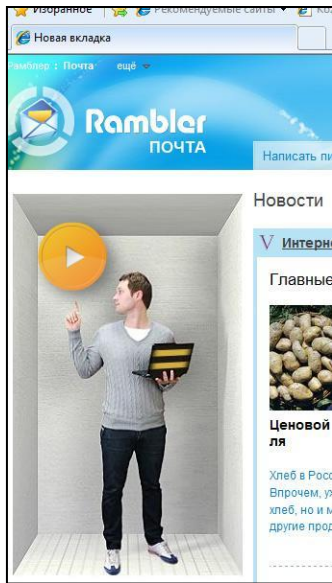 Избранное
Рекомендуемые сайты
Новая вкладка
Рамблер : Почта ещё
Rambler
ПОЧТА
Написать пи
Новости
V Интерне
Главные
Ценовой
ля
Хлеб в Росс
Впрочем, уж
хлеб, но и м
другие прод